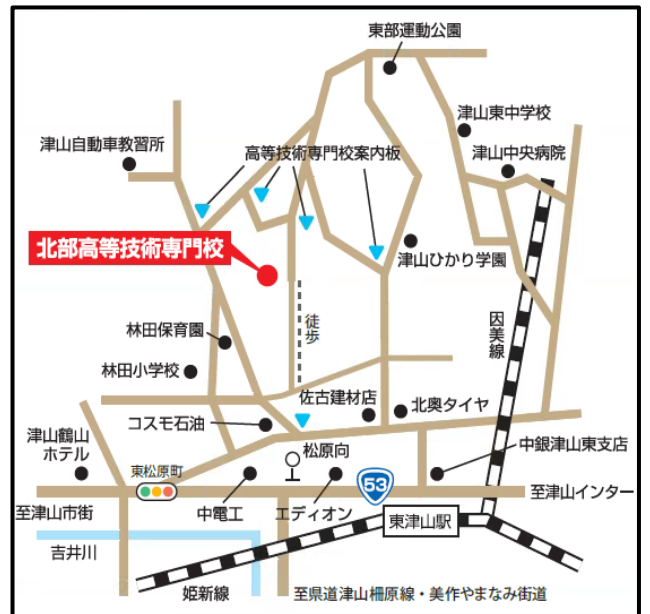 東部運動公園
津山東中学校
津山自動車教習所
高等技術専門校案内板
津山中央病院
北部高等技術専門校
津山ひかり学園
因美線
徒歩
林田保育園
林田小学校
佐古建材店
北奥タイヤ
コスモ石油
津山鶴山
ホテル
松原向
中銀津山東支店
東松原町
53
至津山インター
至津山市街
中電工
エディオン
東津山駅
吉井川
姫新線
至県道津山柵原線・美作やまなみ街道